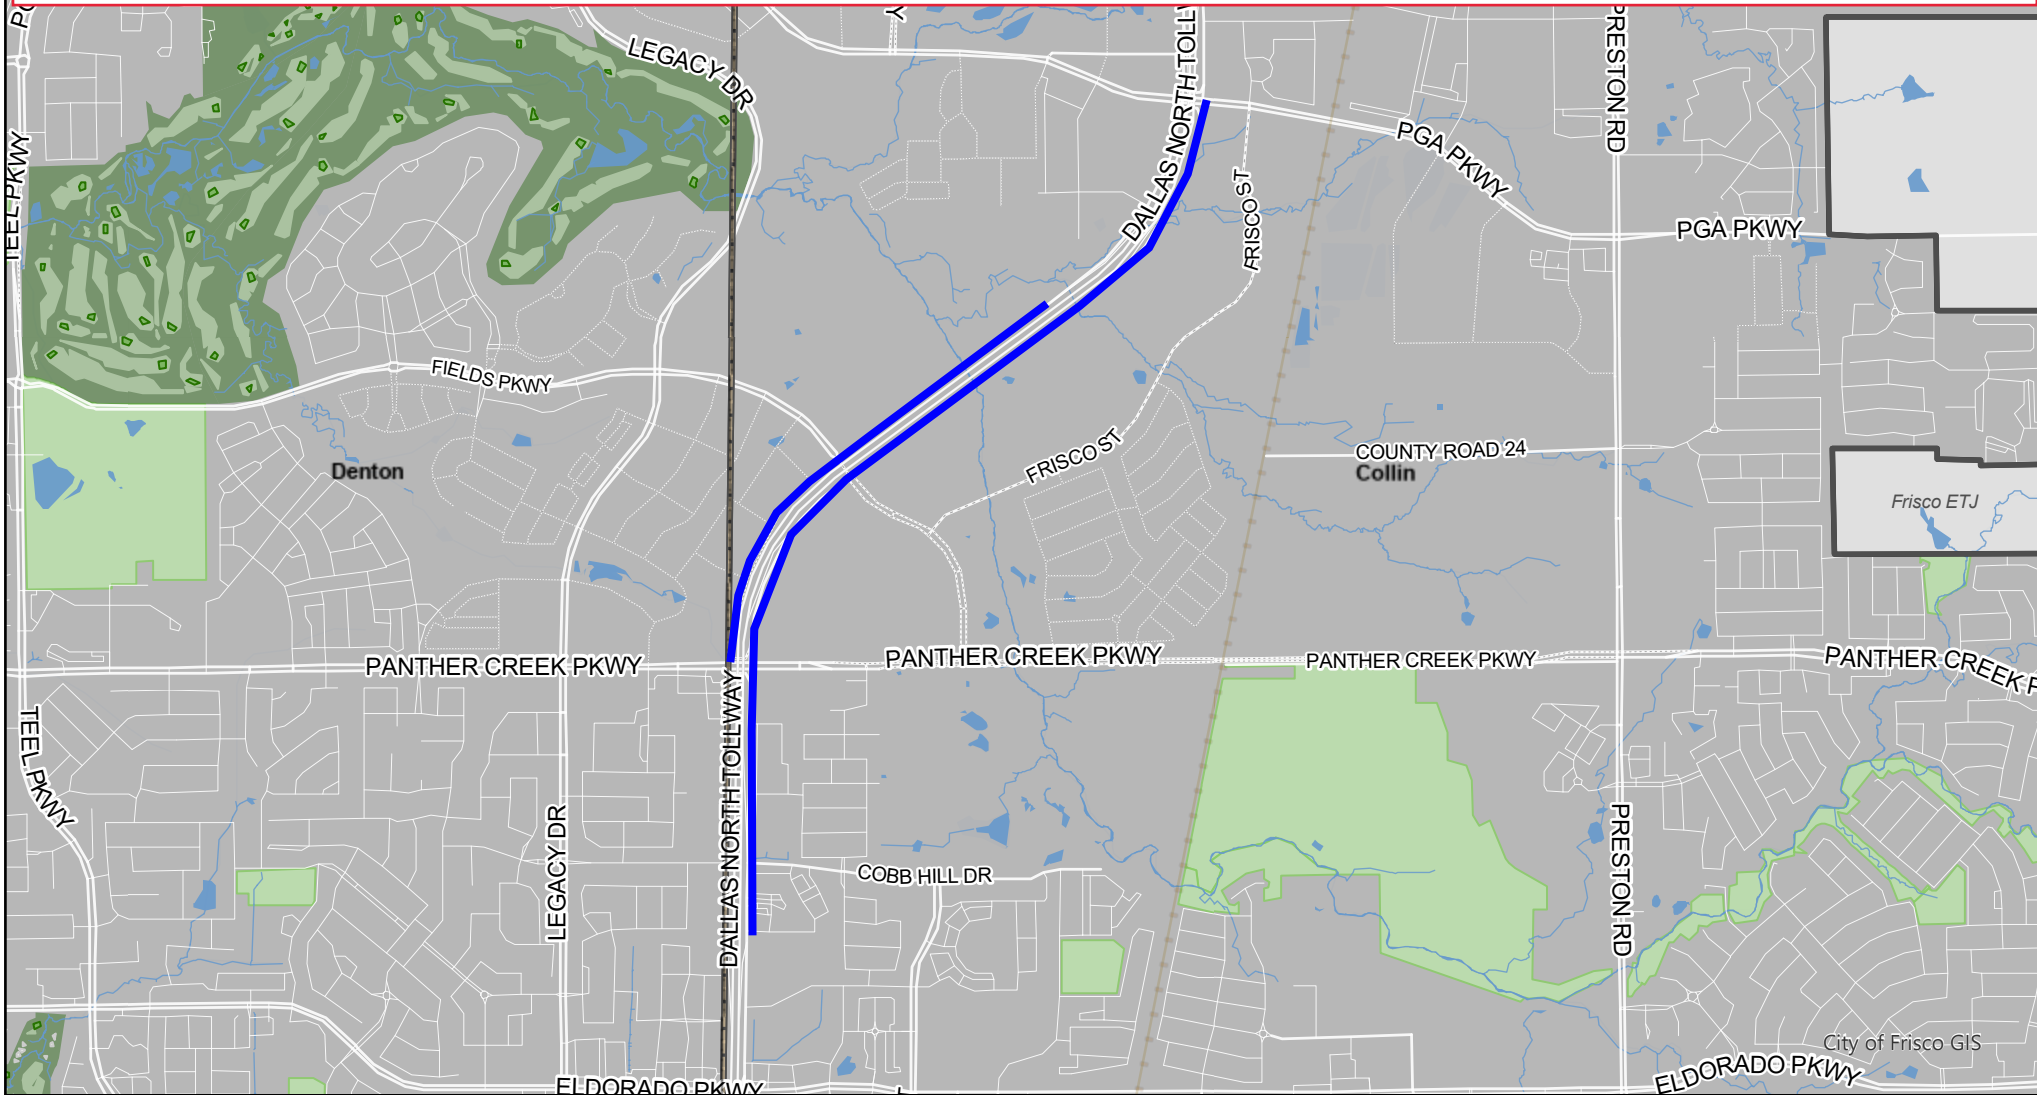 LEGACY DR
DALLAS NORTH TOLLW
PRESTON RD
TEEL PKWY
PGA PKWY
DALLAS NORTH
FRISCO ST
PGA PKWY
FIELDS PKWY
FRISCO ST
COUNTY ROAD 24
Denton
Collin
Frisco ETJ
PANTHER CREEK PKWY
PANTHER CREEK PKWY
PANTHER CREEK PKWY
PANTHER CREEK P
TEEL PKWY
DALLAS NORTH TOLLWAY
LEGACY DR
PRESTON RD
COBB HILL DR
City of Frisco GIS
ELDORADO PKWY
ELDORADO PKWY